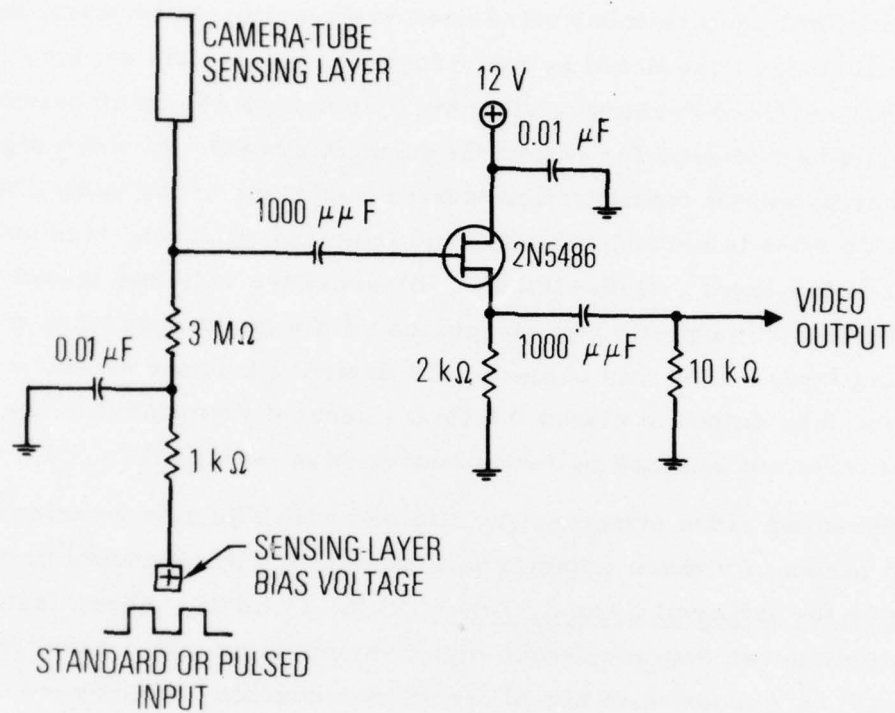 CAMERA-TUBE
SENSING LAYER
12 V
0.01 μF
1000 μμF
2N5486
3 MΩ
0.01 μF
VIDEO
OUTPUT
1000 μμF
2 kΩ
10 kΩ
1 kΩ
SENSING-LAYER
BIAS VOLTAGE
STANDARD OR PULSED
INPUT